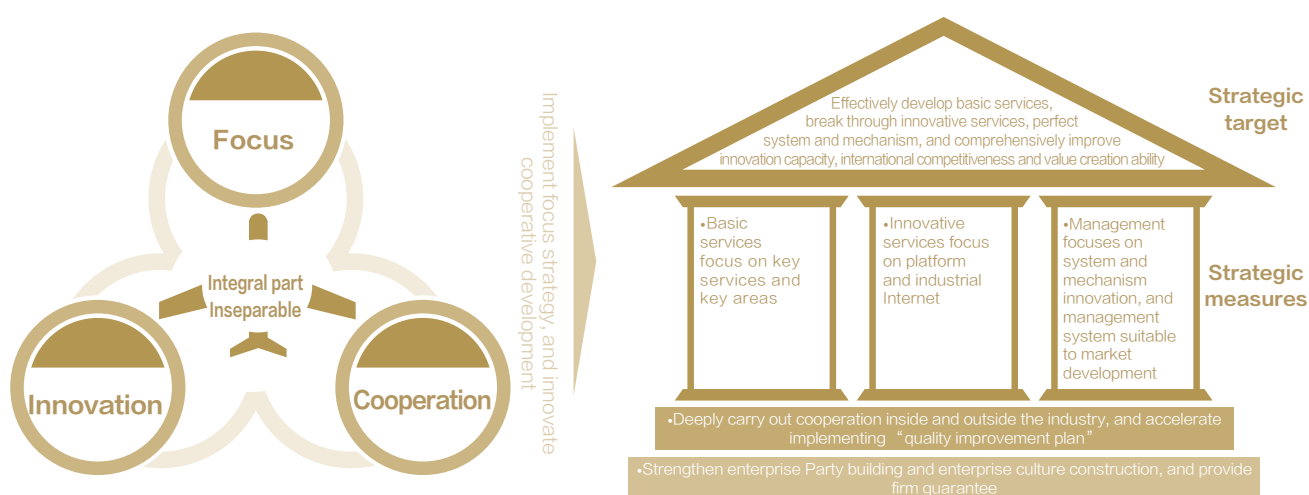 Focus
Integral part
Inseparable
Innovation
Cooperation
Implement focus strategy, and innovate
cooperative development
Effectively develop basic services,
break through innovative services, perfect
system and mechanism, and comprehensively improve
innovation capacity, international competitiveness and value creation ability
Strategic
target
•Basic
services
focus on key
services and
key areas
•Innovative
services focus
on platform
and industrial
Internet
•Management
focuses on
system and
mechanism
innovation, and
management
system suitable
to market
development
Strategic
measures
•Deeply carry out cooperation inside and outside the industry, and accelerate
implementing “quality improvement plan”
•Strengthen enterprise Party building and enterprise culture construction, and provide
firm guarantee